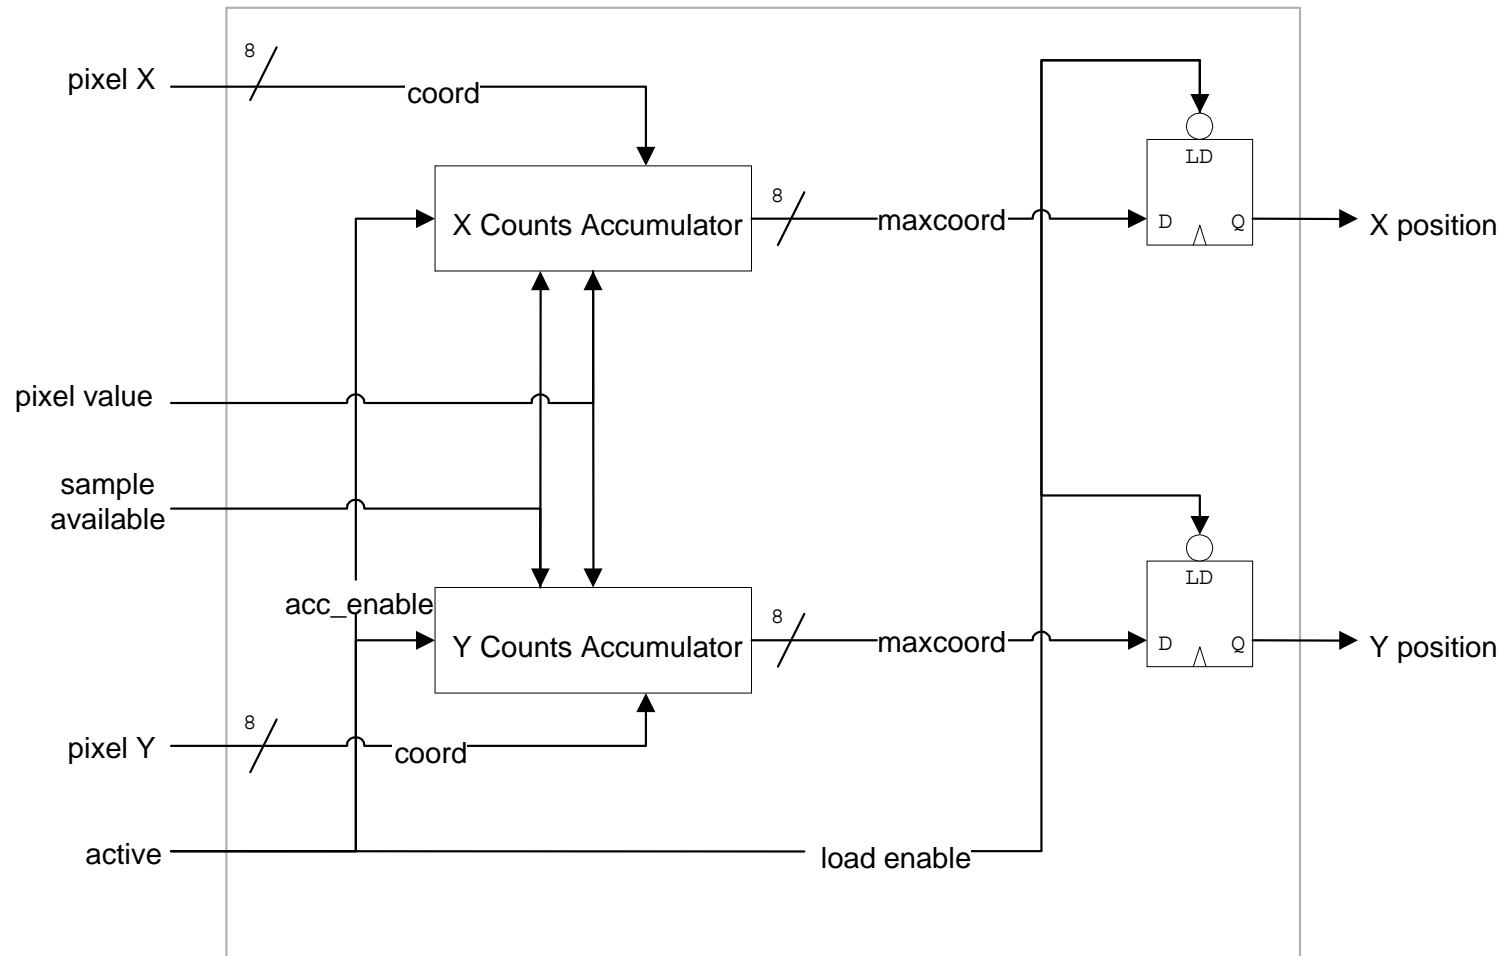 8
pixel X
coord
LD
X Counts Accumulator
8
maxcoord
D
Q
X position
pixel value
sample
available
acc_enable
LD
Y Counts Accumulator
8
maxcoord
D
Q
Y position
8
pixel Y
coord
active
load enable